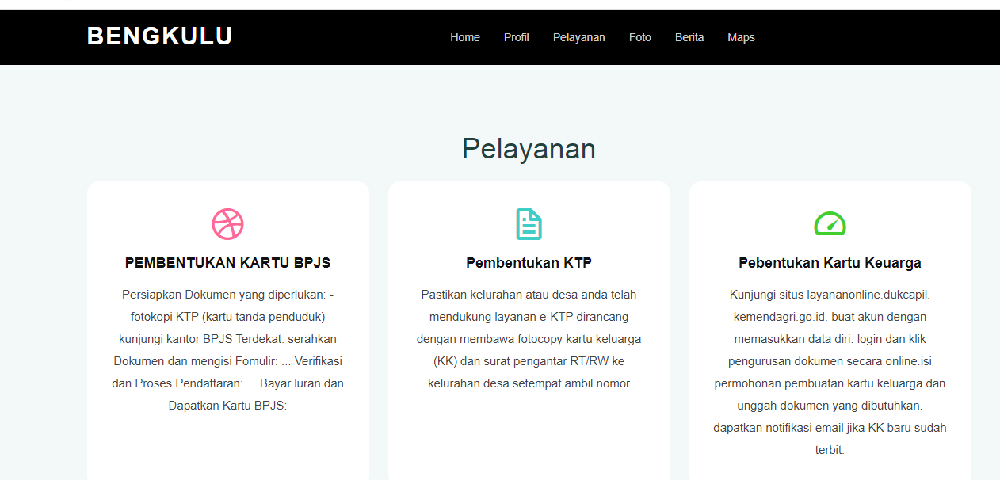 BENGKULU
Home Profil Pelayanan Foto Berita Maps
Pelayanan
PEMBENTUKAN KARTU BPJS
Persiapkan Dokumen yang diperlukan: -
fotokopi KTP (kartu tanda penduduk)
kunjungi kantor BPJS Terdekat: serahkan
Dokumen dan mengisi Fomulir: ... Verifikasi
dan Proses Pendaftaran: ... Bayar luran dan
Dapatkan Kartu BPJS:
Pembentukan KTP
Pastikan kelurahan atau desa anda telah
mendukung layanan e-KTP dirancang
dengan membawa fotocopy kartu keluarga
(KK) dan surat pengantar RT/RW ke
kelurahan desa setempat ambil nomor
Pebentukan Kartu Keuarga
Kunjungi situs layananonline.dukcapil.
kemendagri.go.id. buat akun dengan
memasukkan data diri. login dan klik
pengurusan dokumen secara online.isi
permohonan pembuatan kartu keluarga dan
unggah dokumen yang dibutuhkan.
dapatkan notifikasi email jika KK baru sudah
terbit.